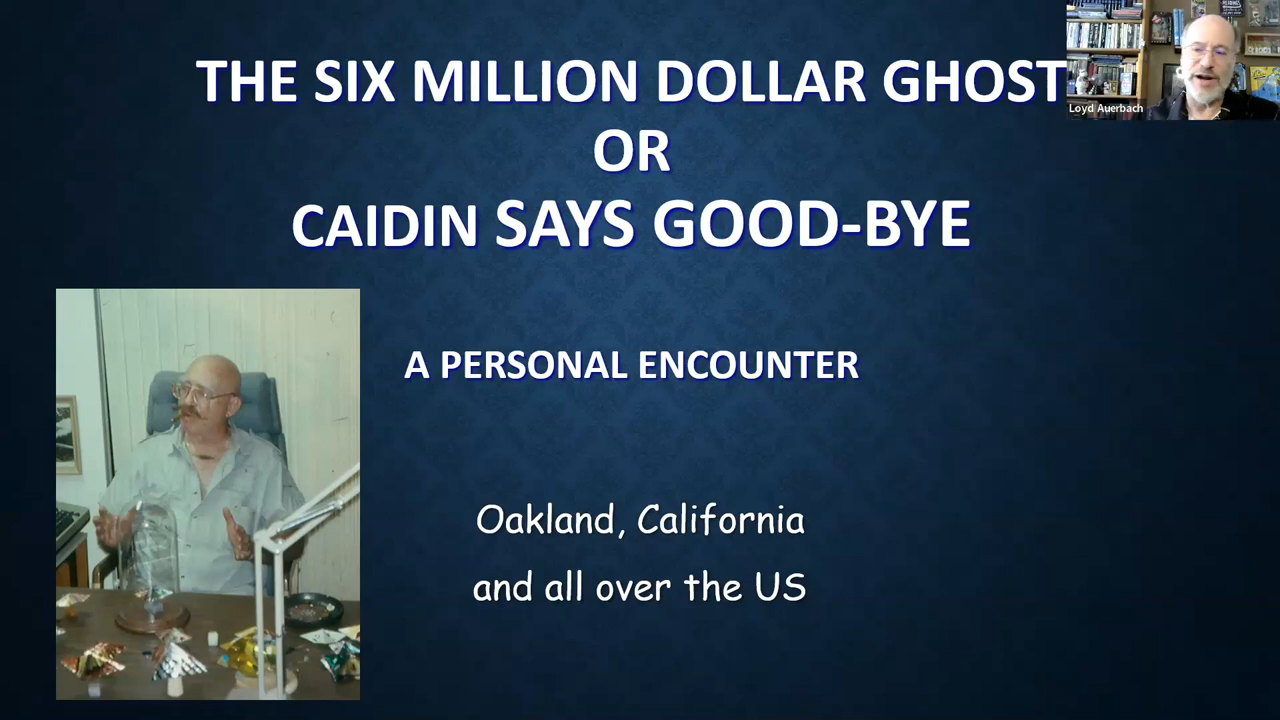 THE SIX MILLION DOLLAR GHOST
OR
CAIDIN SAYS GOOD-BYE
A PERSONAL ENCOUNTER
Oakland, California
and all over the US
Loyd Auerbach